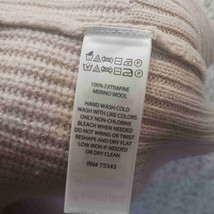 100% EXTRAFINE
MERINO WOOL
HAND WASH COLD
WASH WITH LIKE COLORS
ONLY NON-CHLORINE
BLEACH WHEN NEEDED
DO NOT WRING OR TWIST
RESHAPE AND DRY FLAT
LOW IRON IF NEEDED
OR DRY CLEAN
RN# 75343